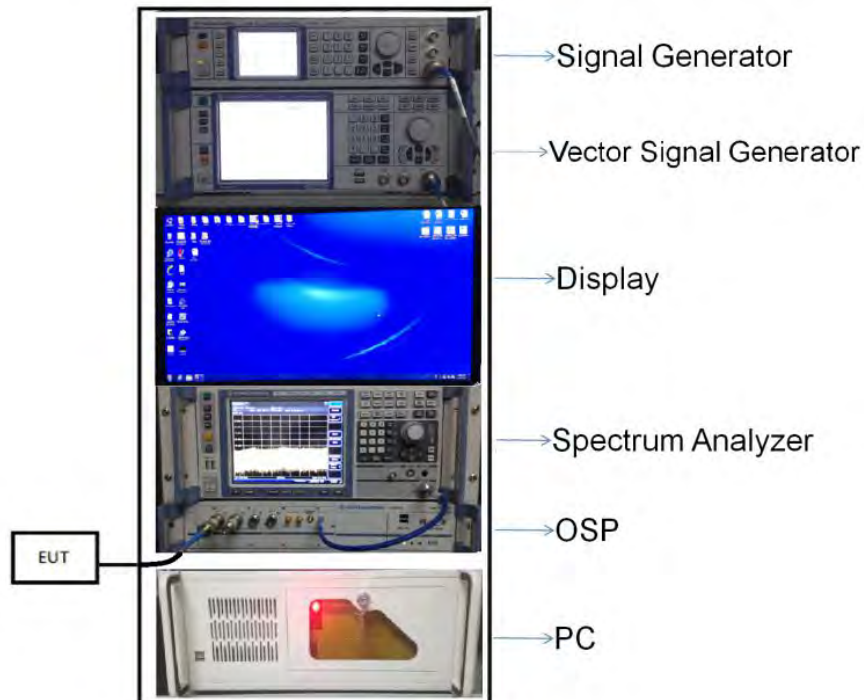 Signal Generator
Vector Signal Generator
Display
Spectrum Analyzer
OSP
EUT
PC